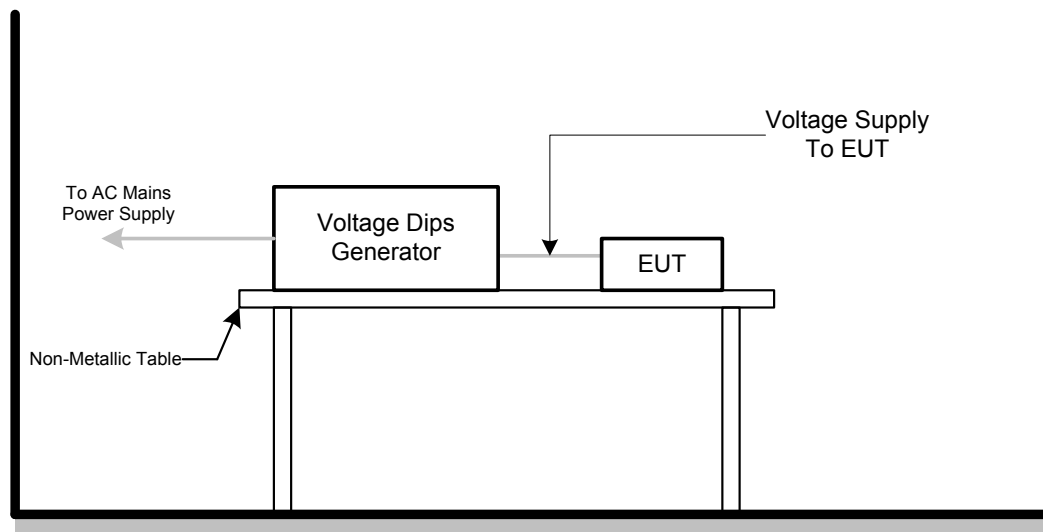 Voltage Supply
To EUT
To AC Mains
Power Supply
Voltage Dips
Generator
EUT
Non-Metallic Table